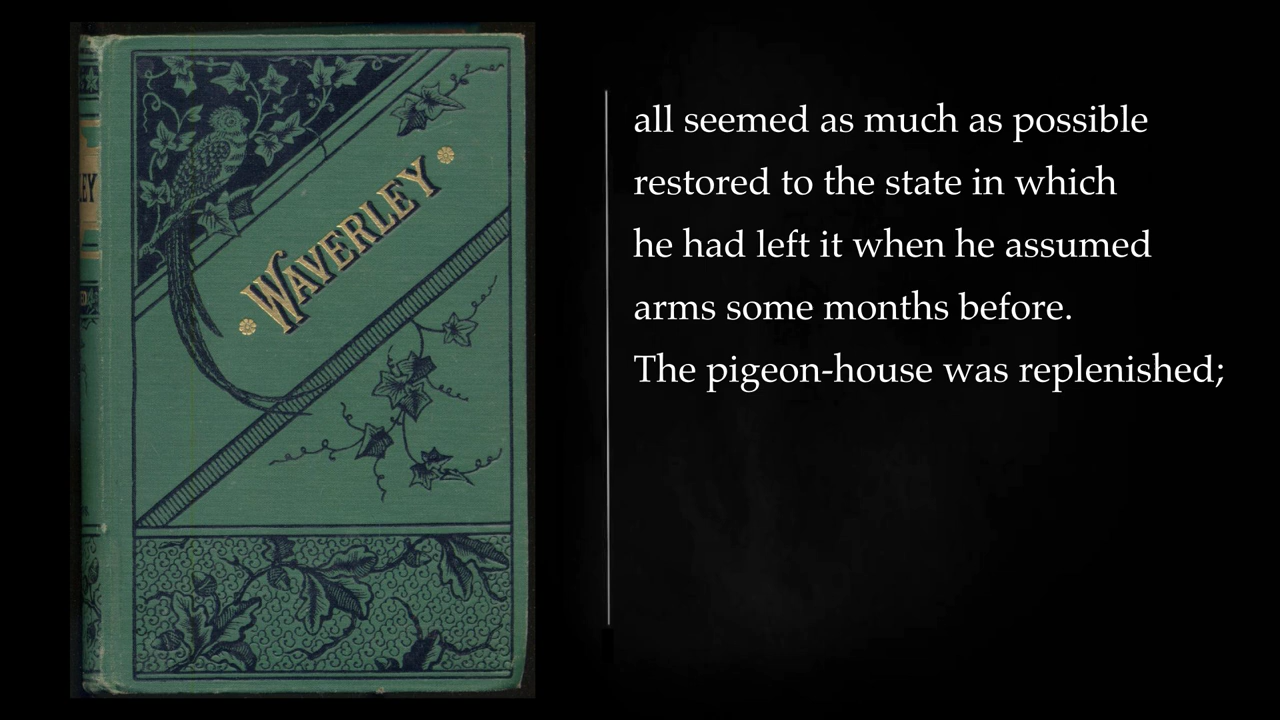 WAVERLEY
LEY
all seemed as much as possible
restored to the state in which
he had left it when he assumed
arms some months before.
The pigeon-house was replenished;